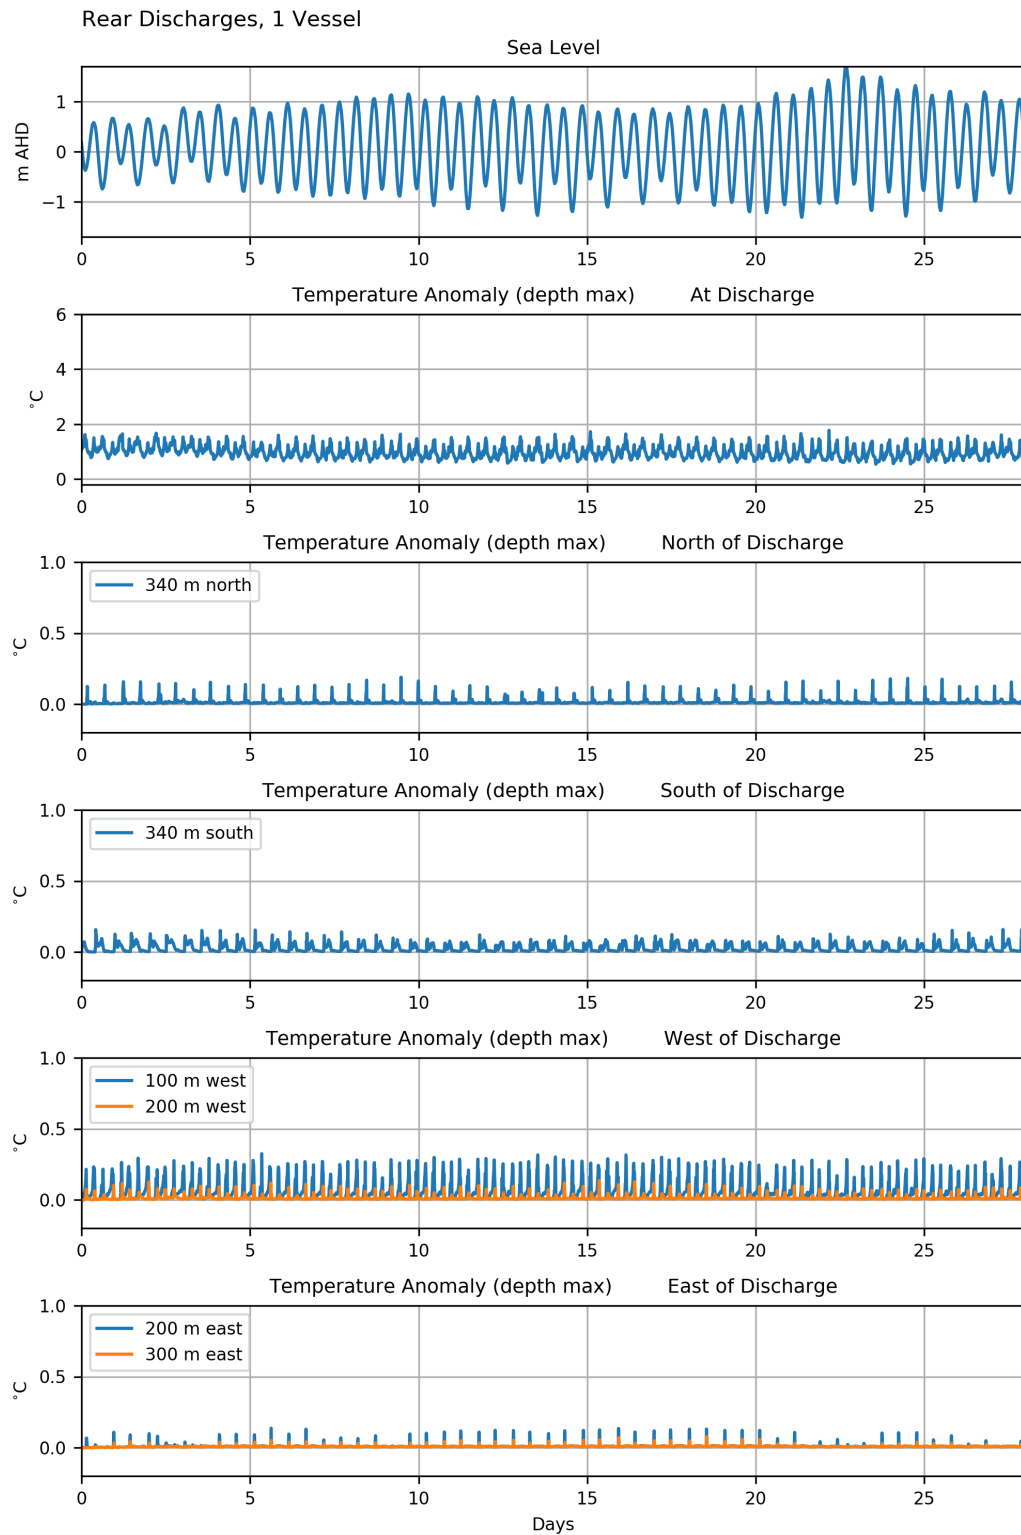 Rear Discharges, 1 Vessel
Sea Level
m AHD
1
0
−1
0 5 10 15 20 25
Temperature Anomaly (depth max) At Discharge
°C
6
4
2
0
0 5 10 15 20 25
Temperature Anomaly (depth max) North of Discharge
°C
1.0
0.5
0.0
340 m north
0 5 10 15 20 25
Temperature Anomaly (depth max) South of Discharge
°C
1.0
0.5
0.0
340 m south
0 5 10 15 20 25
Temperature Anomaly (depth max) West of Discharge
°C
1.0
0.5
0.0
100 m west
200 m west
0 5 10 15 20 25
Temperature Anomaly (depth max) East of Discharge
°C
1.0
0.5
0.0
200 m east
300 m east
0 5 10 15 20 25
Days